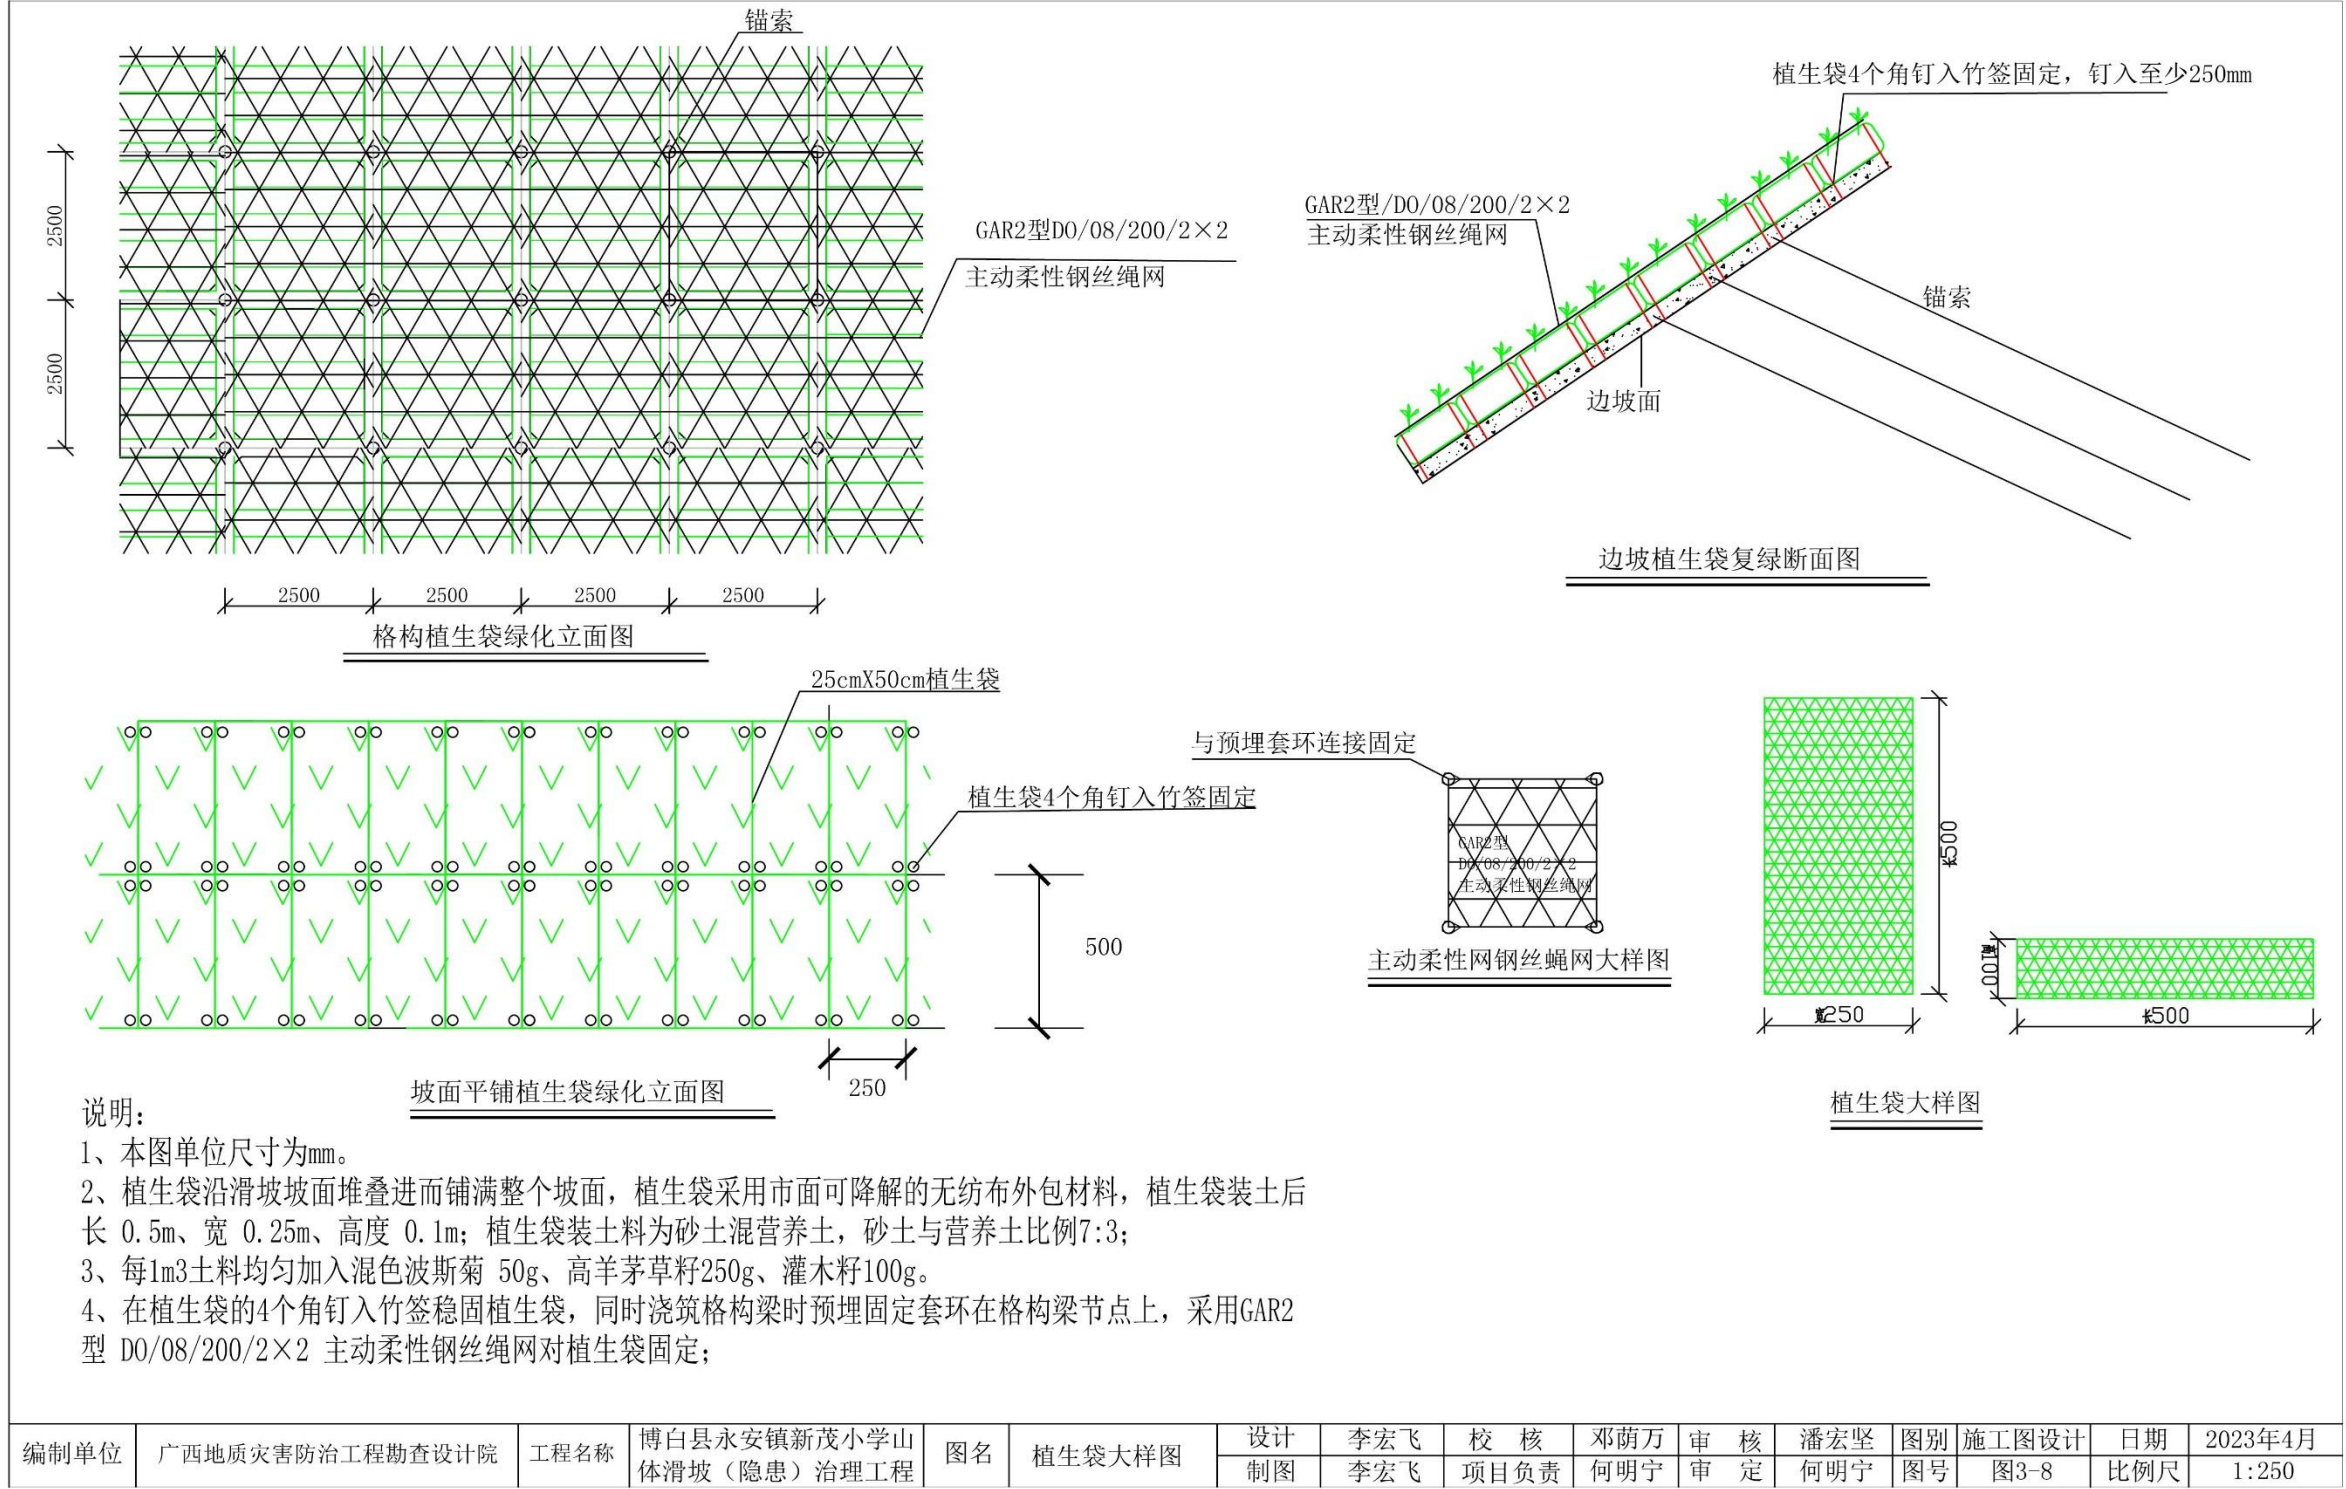 锚索
植生袋4个角钉入竹签固定，钉入至少250mm
GAR2型/DO/08/200/2×2
主动柔性钢丝绳网
GAR2型DO/08/200/2×2
主动柔性钢丝绳网
2500
2500
锚索
边坡面
边坡植生袋复绿断面图
2500
2500
2500
2500
格构植生袋绿化立面图
25cmX50cm植生袋
植生袋4个角钉入竹签固定
与预埋套环连接固定
GAR2型
DO/08/200/2×2
主动柔性钢丝绳网
主动柔性网钢丝蝇网大样图
500
250
坡面平铺植生袋绿化立面图
长500
宽250
高100
长500
植生袋大样图
说明：
1、本图单位尺寸为mm。
2、植生袋沿滑坡坡面堆叠进而铺满整个坡面，植生袋采用市面可降解的无纺布外包材料，植生袋装土后
长 0.5m、宽 0.25m、高度 0.1m；植生袋装土料为砂土混营养土，砂土与营养土比例7:3；
3、每1m3土料均匀加入混色波斯菊 50g、高羊茅草籽250g、灌木籽100g。
4、在植生袋的4个角钉入竹签稳固植生袋，同时浇筑格构梁时预埋固定套环在格构梁节点上，采用GAR2
型 DO/08/200/2×2 主动柔性钢丝绳网对植生袋固定；
编制单位 广西地质灾害防治工程勘查设计院 工程名称 博白县永安镇新茂小学山
体滑坡（隐患）治理工程 图名 植生袋大样图
设计 李宏飞 校 核 邓荫万 审 核 潘宏坚 图别 施工图设计 日期 2023年4月
制图 李宏飞 项目负责 何明宁 审 定 何明宁 图号 图3-8 比例尺 1:250